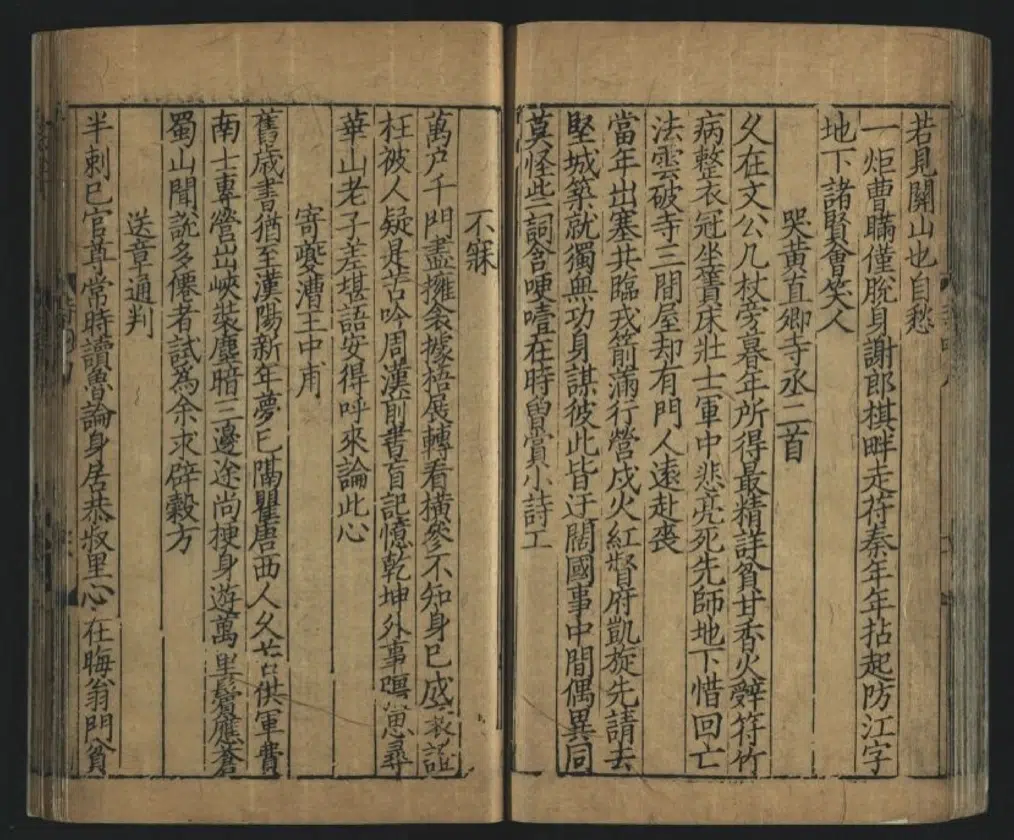 若見關山也自愁
一炬曹瞞僅脫身謝郎棋畔走苻秦年年拈起防江字
地下諸賢會笑人
哭黃直卿寺丞二首
久在文公几杖旁暮年所得最精詳貧甘香火辭符竹
病整衣冠坐簀床壯士軍中悲亮死先師地下惜回亡
法雲破寺三間屋却有門人遠赴喪
當年出塞共臨戎箭滿行營戍火紅督府凱旋先請去
堅城築就獨無功身謀彼此皆迂闊國事中間偶異同
莫怪些詞含哽噎在時曾賞小詩工
不寐
萬户千門盡擁衾據梧展轉看橫參不知身已成衰謝
枉被人疑是苦吟周漢前書盲記憶乾坤外事溟思尋
華山老子差堪語安得呼來論此心
寄夔漕王中甫
舊歲書猶至漢陽新年夢已隔瞿唐西人久苦供軍費
南士專營出峽裝塵暗三邊途尚梗身遊萬里鬢應蒼
蜀山聞說多僊者試為余求辟穀方
送章通判
半刺已官尊常時讀魯論身居恭叔里心在晦翁門貧